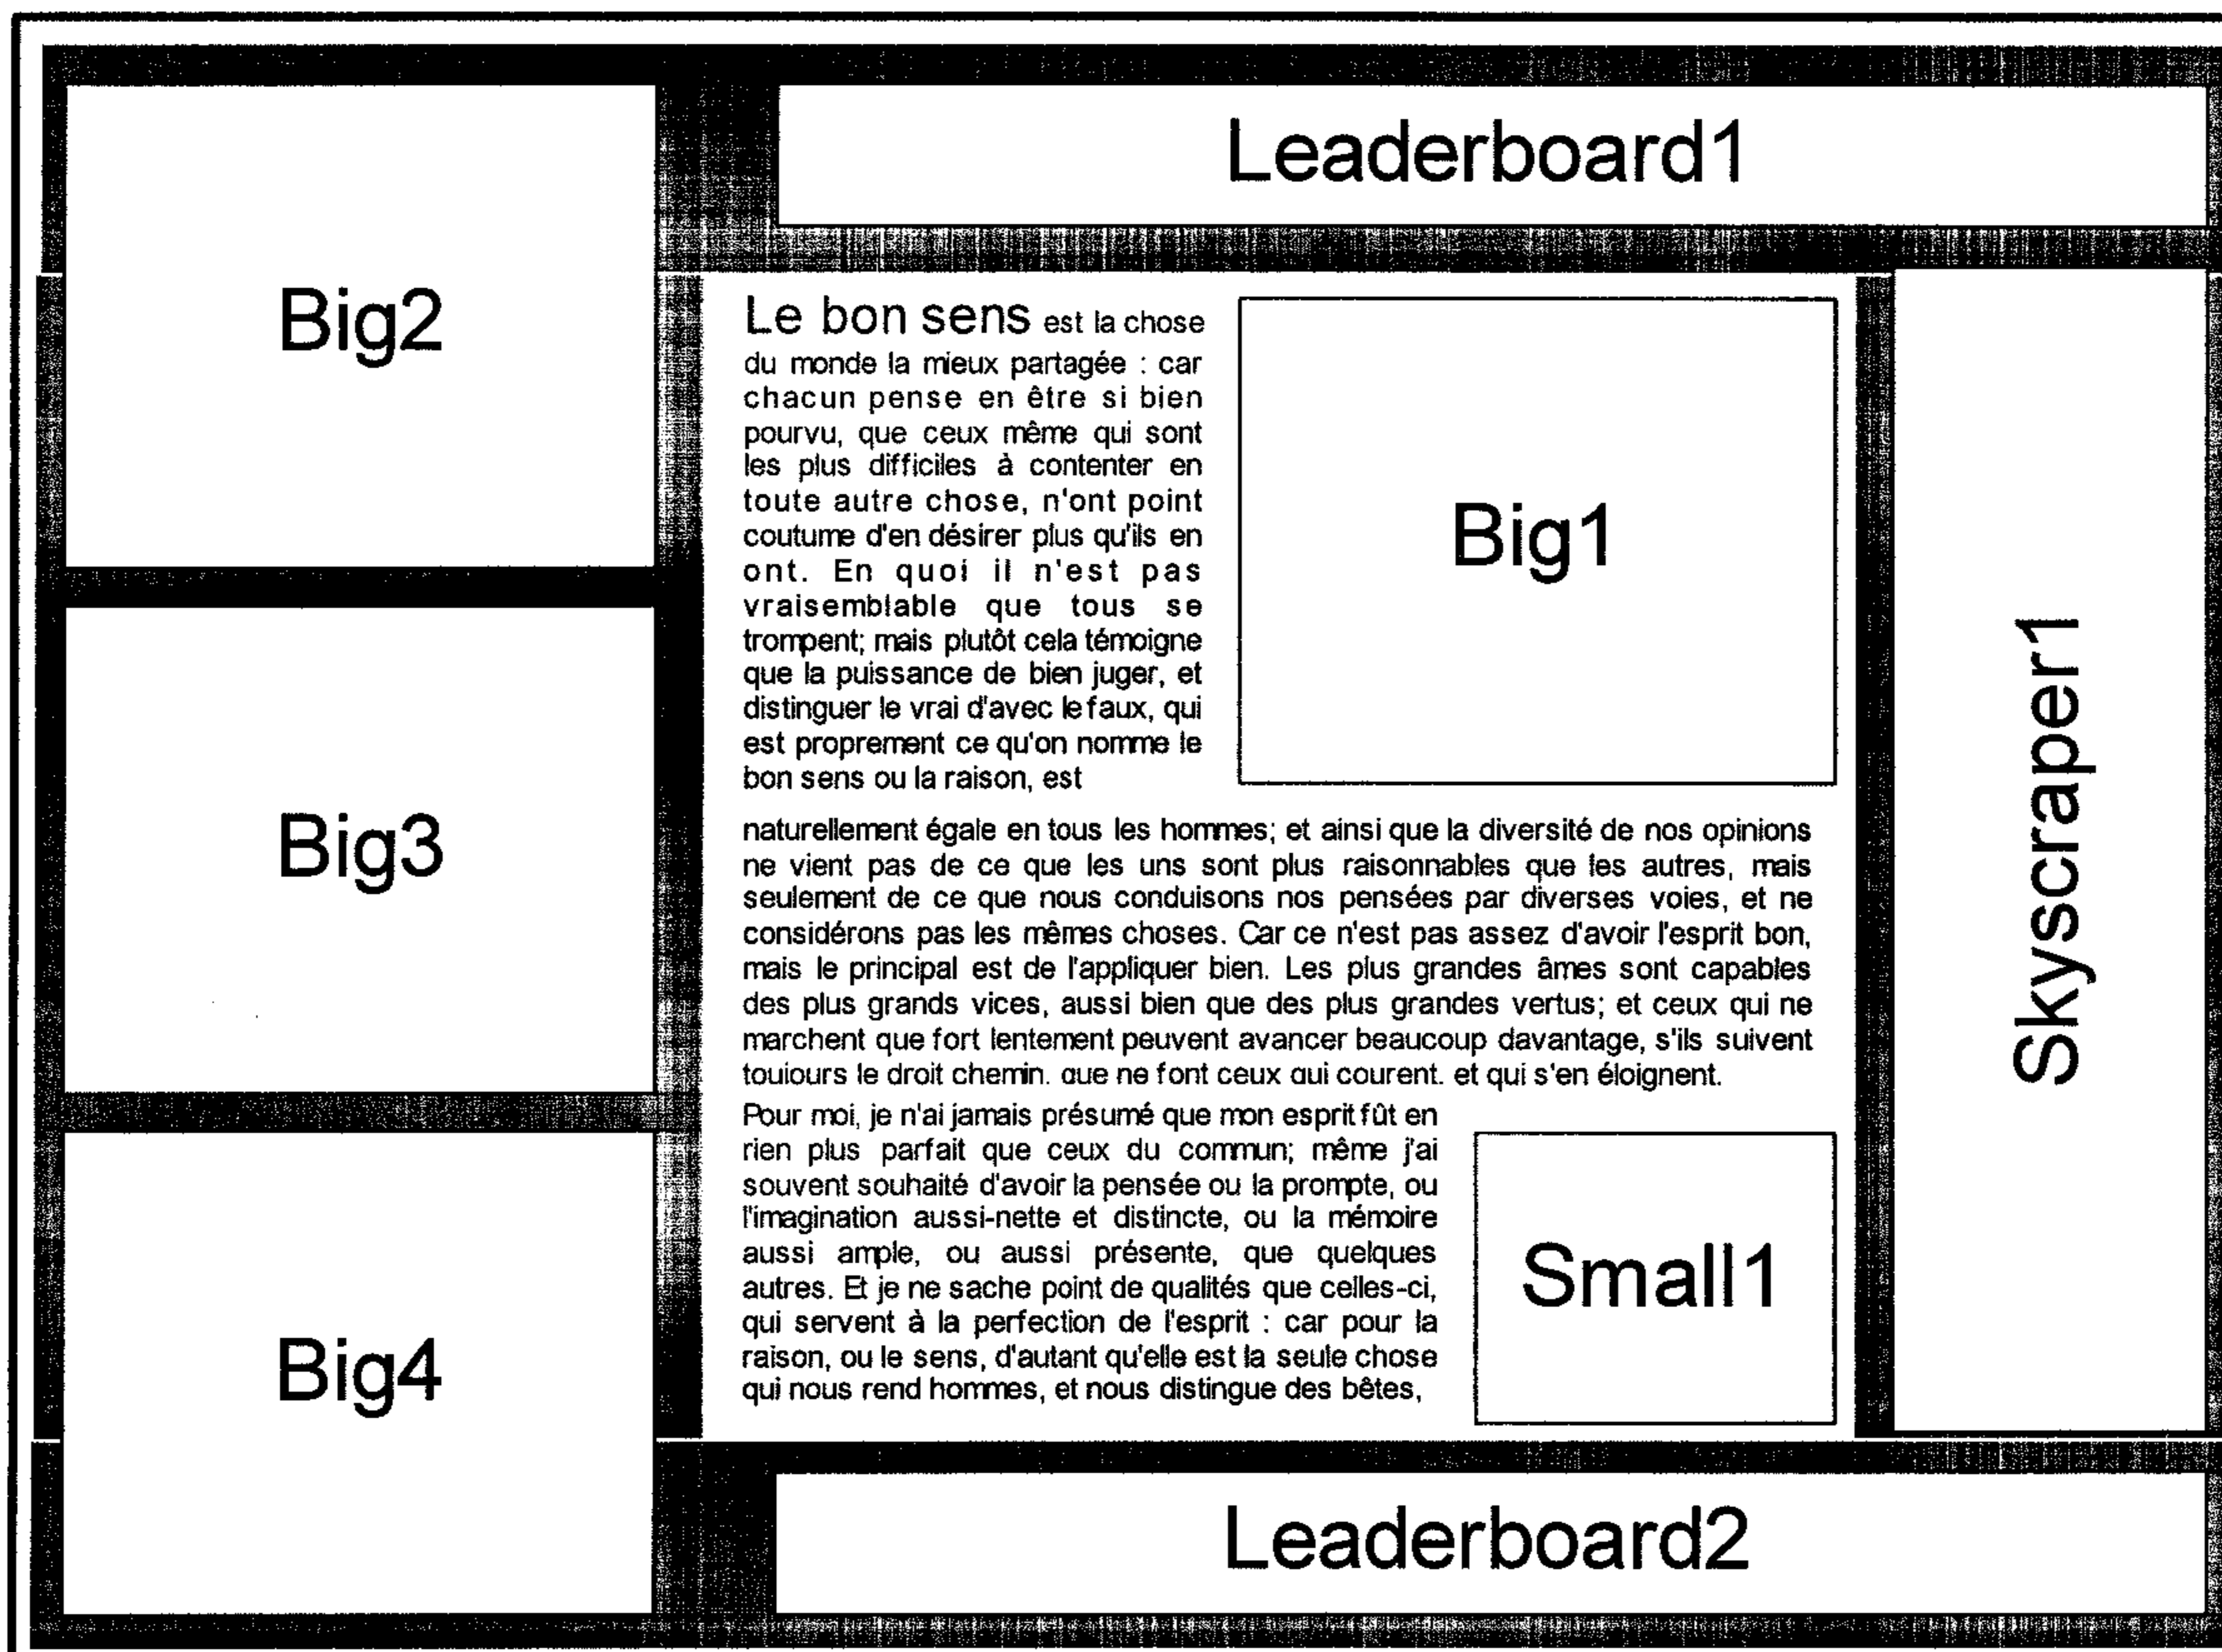 Leaderboard1
Big2
Le bon sens est la chose
du monde la mieux partagée : car
chacun pense en être si bien
pourvu, que ceux même qui sont
les plus difficiles à contenter en
toute autre chose, n'ont point
coutume d'en désirer plus qu'ils en
ont. En quoi il n'est pas
vraisemblable que tous se
trompent; mais plutôt cela témoigne
que la puissance de bien juger, et
distinguer le vrai d'avec le faux, qui
est proprement ce qu'on nomme le
bon sens ou la raison, est
Big1
Skyscraper1
Big3
naturellement égale en tous les hommes; et ainsi que la diversité de nos opinions
ne vient pas de ce que les uns sont plus raisonnables que les autres, mais
seulement de ce que nous conduisons nos pensées par diverses voies, et ne
considérons pas les mêmes choses. Car ce n'est pas assez d'avoir l'esprit bon,
mais le principal est de l'appliquer bien. Les plus grandes âmes sont capables
des plus grands vices, aussi bien que des plus grandes vertus; et ceux qui ne
marchent que fort lentement peuvent avancer beaucoup davantage, s'ils suivent
toujours le droit chemin. que ne font ceux qui courent. et qui s'en éloignent.
Pour moi, je n'ai jamais présumé que mon esprit fût en
rien plus parfait que ceux du commun; même j'ai
souvent souhaité d'avoir la pensée ou la prompte, ou
l'imagination aussi-nette et distincte, ou la mémoire
aussi ample, ou aussi présente, que quelques
autres. Et je ne sache point de qualités que celles-ci,
qui servent à la perfection de l'esprit : car pour la
raison, ou le sens, d'autant qu'elle est la seule chose
qui nous rend hommes, et nous distingue des bêtes,
Small1
Big4
Leaderboard2